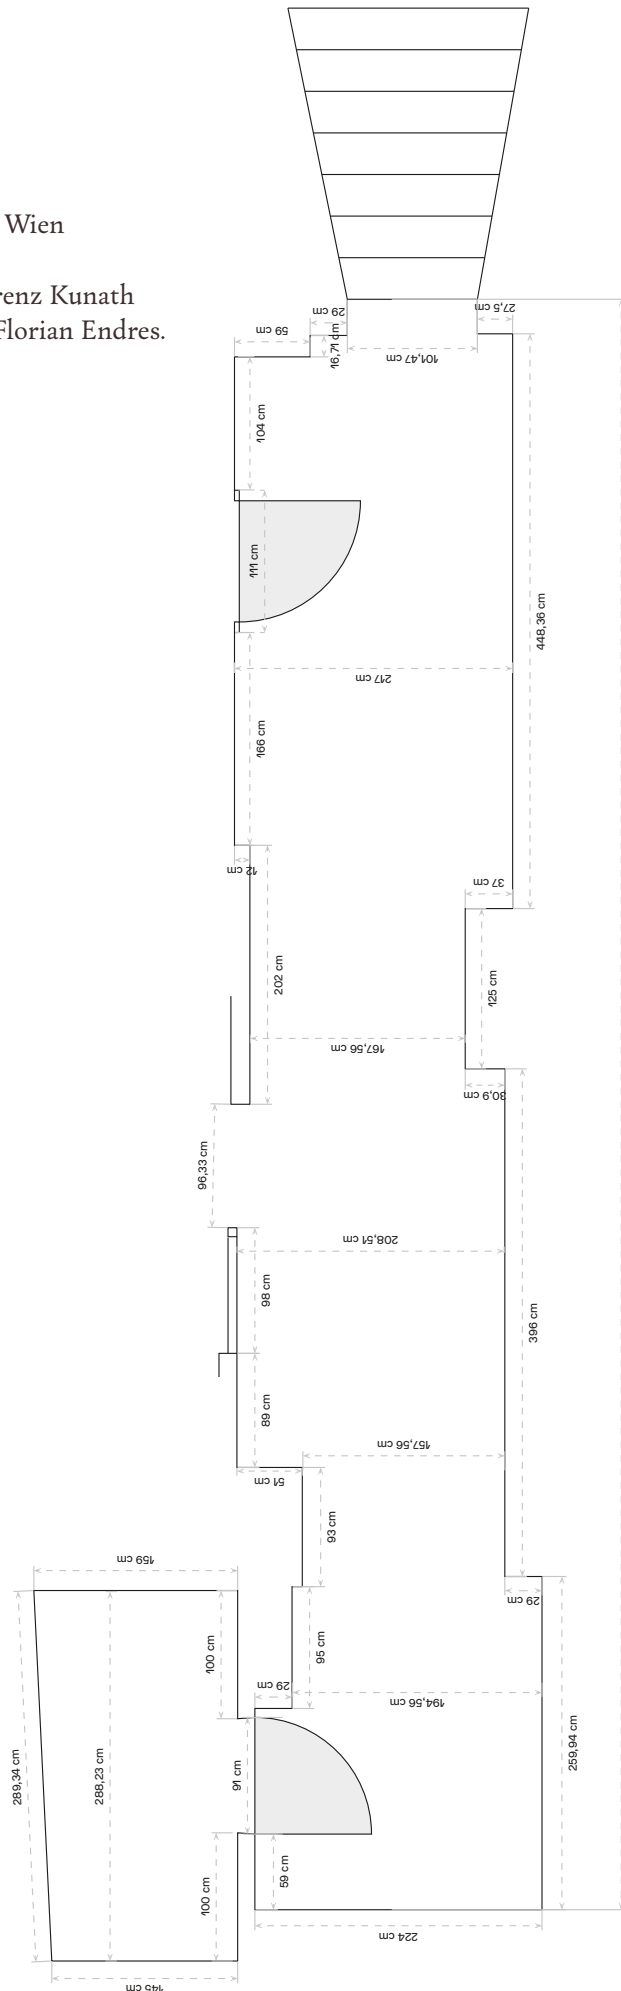 Wien
renz Kunath
Florian Endres.
29 cm
27,5 cm
59 cm
16,71 cm
101,47 cm
104 cm
111 cm
448,36 cm
217 cm
166 cm
12 cm
37 cm
202 cm
125 cm
167,56 cm
30,9 cm
96,33 cm
208,51 cm
98 cm
396 cm
89 cm
157,56 cm
51 cm
93 cm
159 cm
29 cm
95 cm
100 cm
29 cm
194,56 cm
259,94 cm
289,34 cm
288,23 cm
91 cm
59 cm
100 cm
224 cm
145 cm